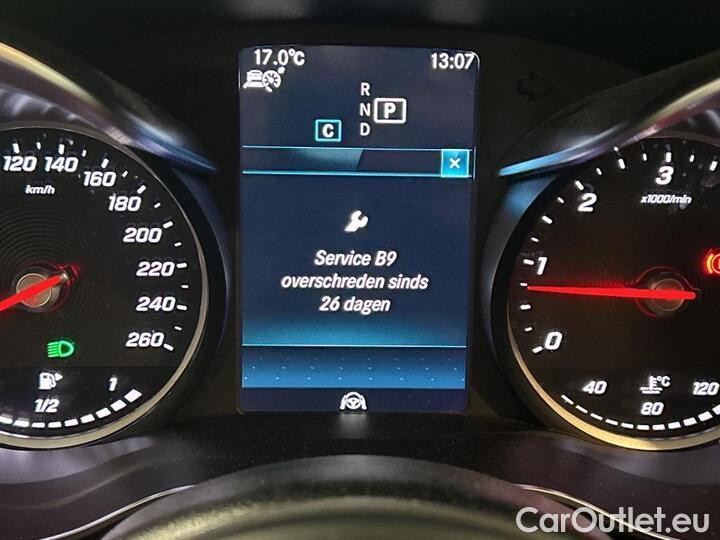 17.0°C 13:07
R
N P
C D
×
Service B9
overschreden sinds
26 dagen
120 140 160 180 200 220 240 260
km/h
1/2 1
0 1 2 3
x1000/min
40 80 120
°C
CarOutlet.eu